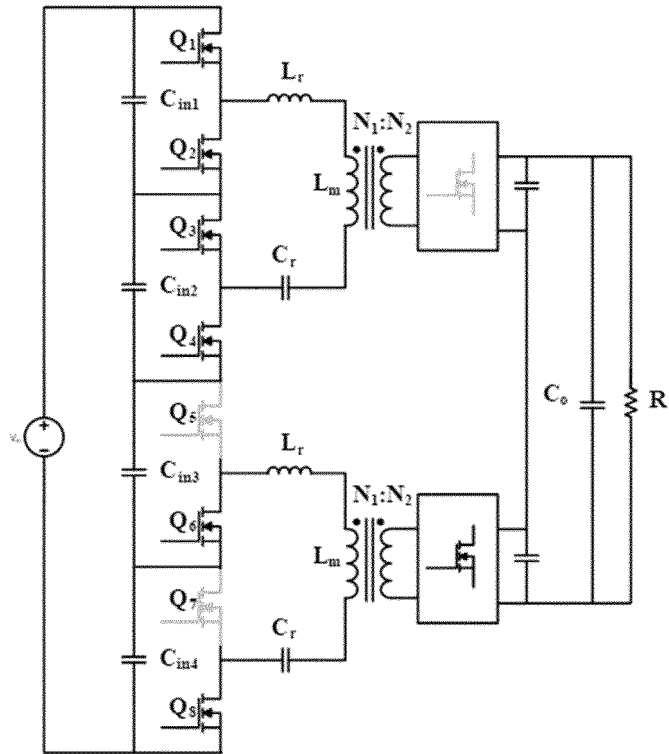 Q₁
Cᵢₙ₁
Lᵣ
N₁:N₂
Q₂
Lₘ
Q₃
Cᵣ
Cᵢₙ₂
Q₄
Q₅
Cₒ
R
Lᵣ
Cᵢₙ₃
N₁:N₂
Q₆
Lₘ
Q₇
Cᵣ
Cᵢₙ₄
Q₈